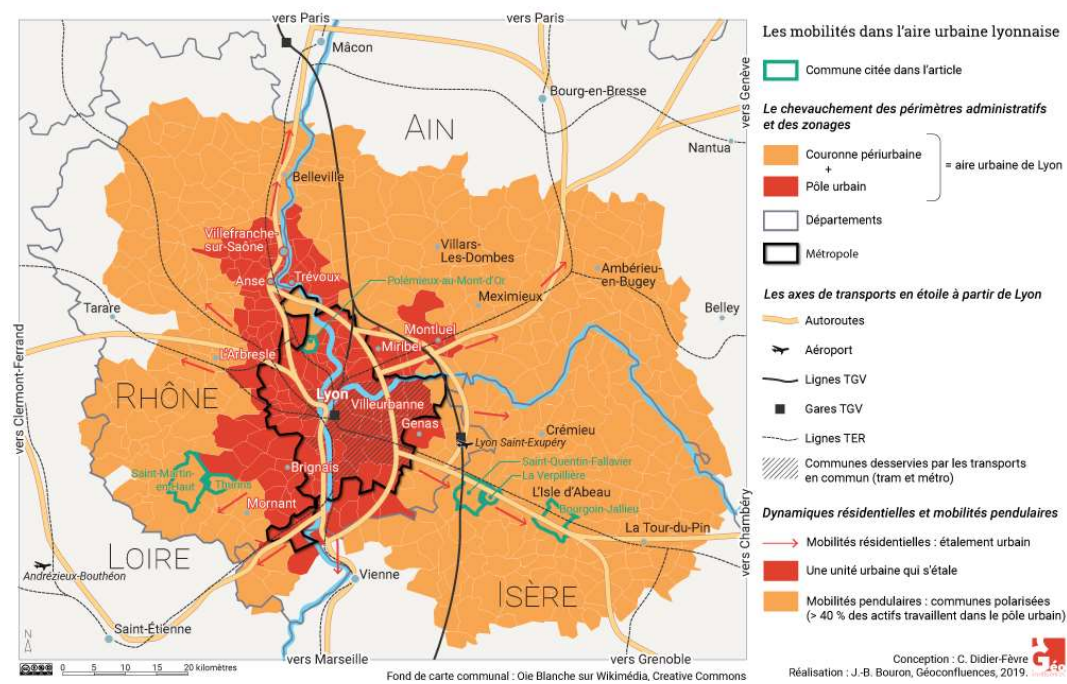 vers Paris
vers Paris
Mâcon
Bourg-en-Bresse
vers Genève
AIN
Nantua
Belleville
Villefranche-
sur-Saône
Villars-
Les-Dombes
Ambérieu-
en-Bugey
Anse
Trévoux
Polémieux-au-Mont-d'Or
Meximieux
Tarare
Belley
Montluel
Miribel
L'Arbresle
vers Clermont-Ferrand
RHÔNE
Lyon
Villeurbanne
Genas
Crémieu
Lyon Saint-Exupéry
Saint-Martin-
en-Haut
Thurins
Brignais
Saint-Quentin-Fallavier
La Verpillière
L'Isle d'Abeau
Bourgoin-Jallieu
Mornant
La Tour-du-Pin
vers Chambéry
LOIRE
Andrézieux-Bouthéon
Vienne
ISÈRE
Saint-Étienne
N
0 5 10 15 20 kilomètres
vers Marseille
vers Grenoble
Fond de carte communal : Oie Blanche sur Wikimédia, Creative Commons
Les mobilités dans l'aire urbaine lyonnaise
Commune citée dans l'article
Le chevauchement des périmètres administratifs
et des zonages
Couronne périurbaine
+
Pôle urbain
= aire urbaine de Lyon
Départements
Métropole
Les axes de transports en étoile à partir de Lyon
Autoroutes
Aéroport
Lignes TGV
Gares TGV
Lignes TER
Communes desservies par les transports
en commun (tram et métro)
Dynamiques résidentielles et mobilités pendulaires
Mobilités résidentielles : étalement urbain
Une unité urbaine qui s'étale
Mobilités pendulaires : communes polarisées
(> 40 % des actifs travaillent dans le pôle urbain)
Conception : C. Didier-Fèvre
Réalisation : J.-B. Bouron, Géoconfluences, 2019.
Géo